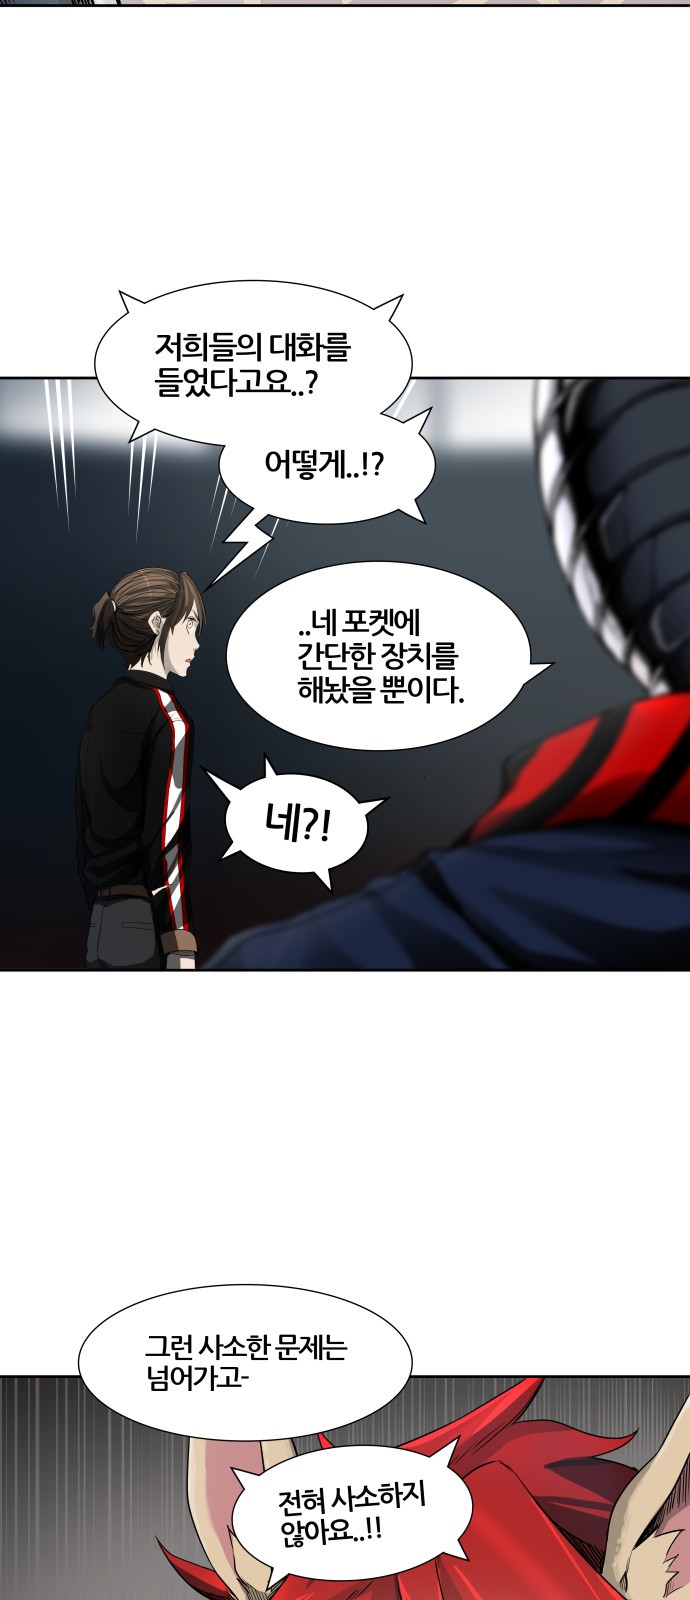 저희들의 대화를
들었다고요..?
어떻게..!?
..네 포켓에
간단한 장치를
해놨을 뿐이다.
네?!
그런 사소한 문제는
넘어가고-
전혀 사소하지
않아요..!!